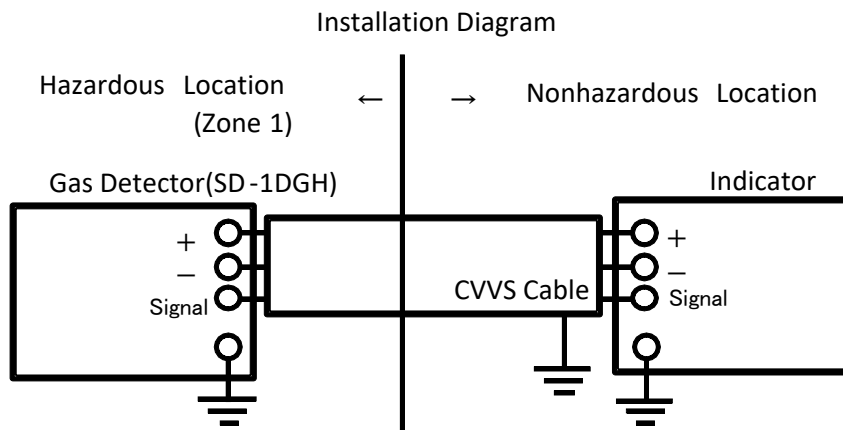 Installation Diagram
Hazardous Location
(Zone 1)
← →
Nonhazardous Location
Gas Detector(SD-1DGH)
Indicator
+
−
Signal
CVVS Cable
+
−
Signal